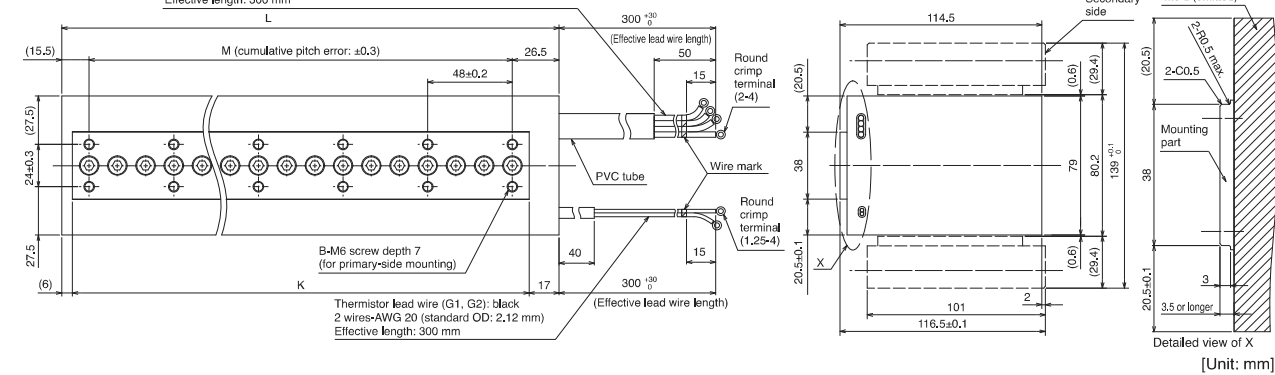 Effective length: 300 mm
L
300 +30 0
(Effective lead wire length)
(15.5)
M (cumulative pitch error: ±0.3)
26.5
50
48±0.2
15
Round
crimp
terminal
(2-4)
(27.5)
24±0.3
27.5
Wire mark
PVC tube
Round
crimp
terminal
(1.25-4)
B-M6 screw depth 7
(for primary-side mounting)
40
15
(6)
K
17
300 +30 0
(Effective lead wire length)
Thermistor lead wire (G1, G2): black
2 wires-AWG 20 (standard OD: 2.12 mm)
Effective length: 300 mm
114.5
side
(20.5)
38
20.5±0.1
(0.6)
(29.4)
79
80.2
139 +0.1 0
(0.6)
(29.4)
X
2
101
116.5±0.1
2-R0.5 max.
2-C0.5
(20.5)
38
20.5±0.1
Mounting
part
3
3.5 or longer
Detailed view of X
[Unit: mm]